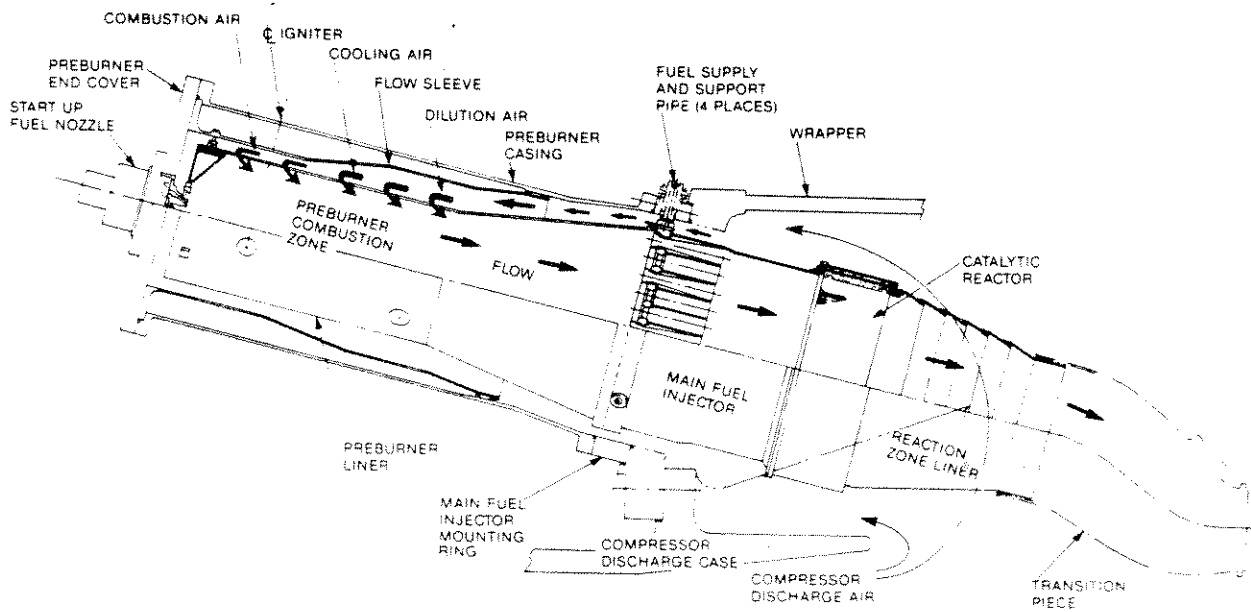 COMBUSTION AIR
℄ IGNITER
COOLING AIR
FLOW SLEEVE
DILUTION AIR
PREBURNER
CASING
PREBURNER
END COVER
START UP
FUEL NOZZLE
FUEL SUPPLY
AND SUPPORT
PIPE (4 PLACES)
WRAPPER
PREBURNER
COMBUSTION
ZONE
FLOW
CATALYTIC
REACTOR
MAIN FUEL
INJECTOR
REACTION
ZONE LINER
PREBURNER
LINER
MAIN FUEL
INJECTOR
MOUNTING
RING
COMPRESSOR
DISCHARGE CASE
COMPRESSOR
DISCHARGE AIR
TRANSITION
PIECE